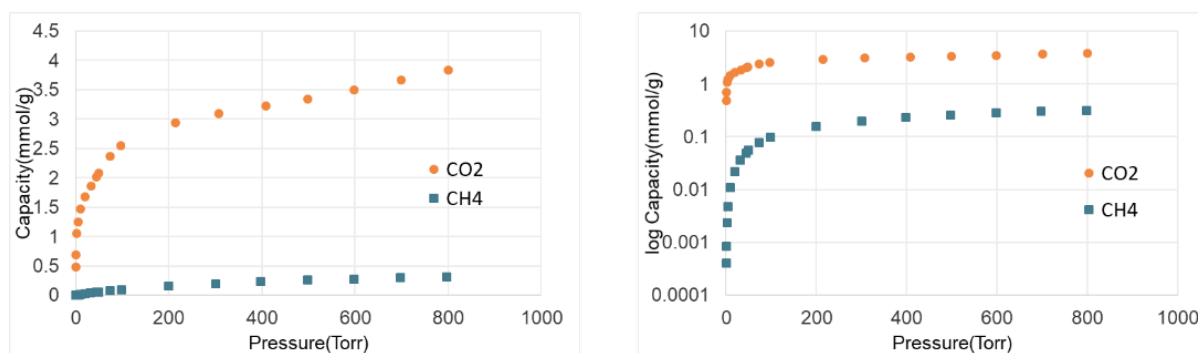 4.5
4
3.5
3
2.5
2
1.5
1
0.5
0
Capacity(mmol/g)
CO2
CH4
0 200 400 600 800 1000
Pressure(Torr)
10
1
0.1
0.01
0.001
0.0001
log Capacity(mmol/g)
CO2
CH4
0 200 400 600 800 1000
Pressure(Torr)